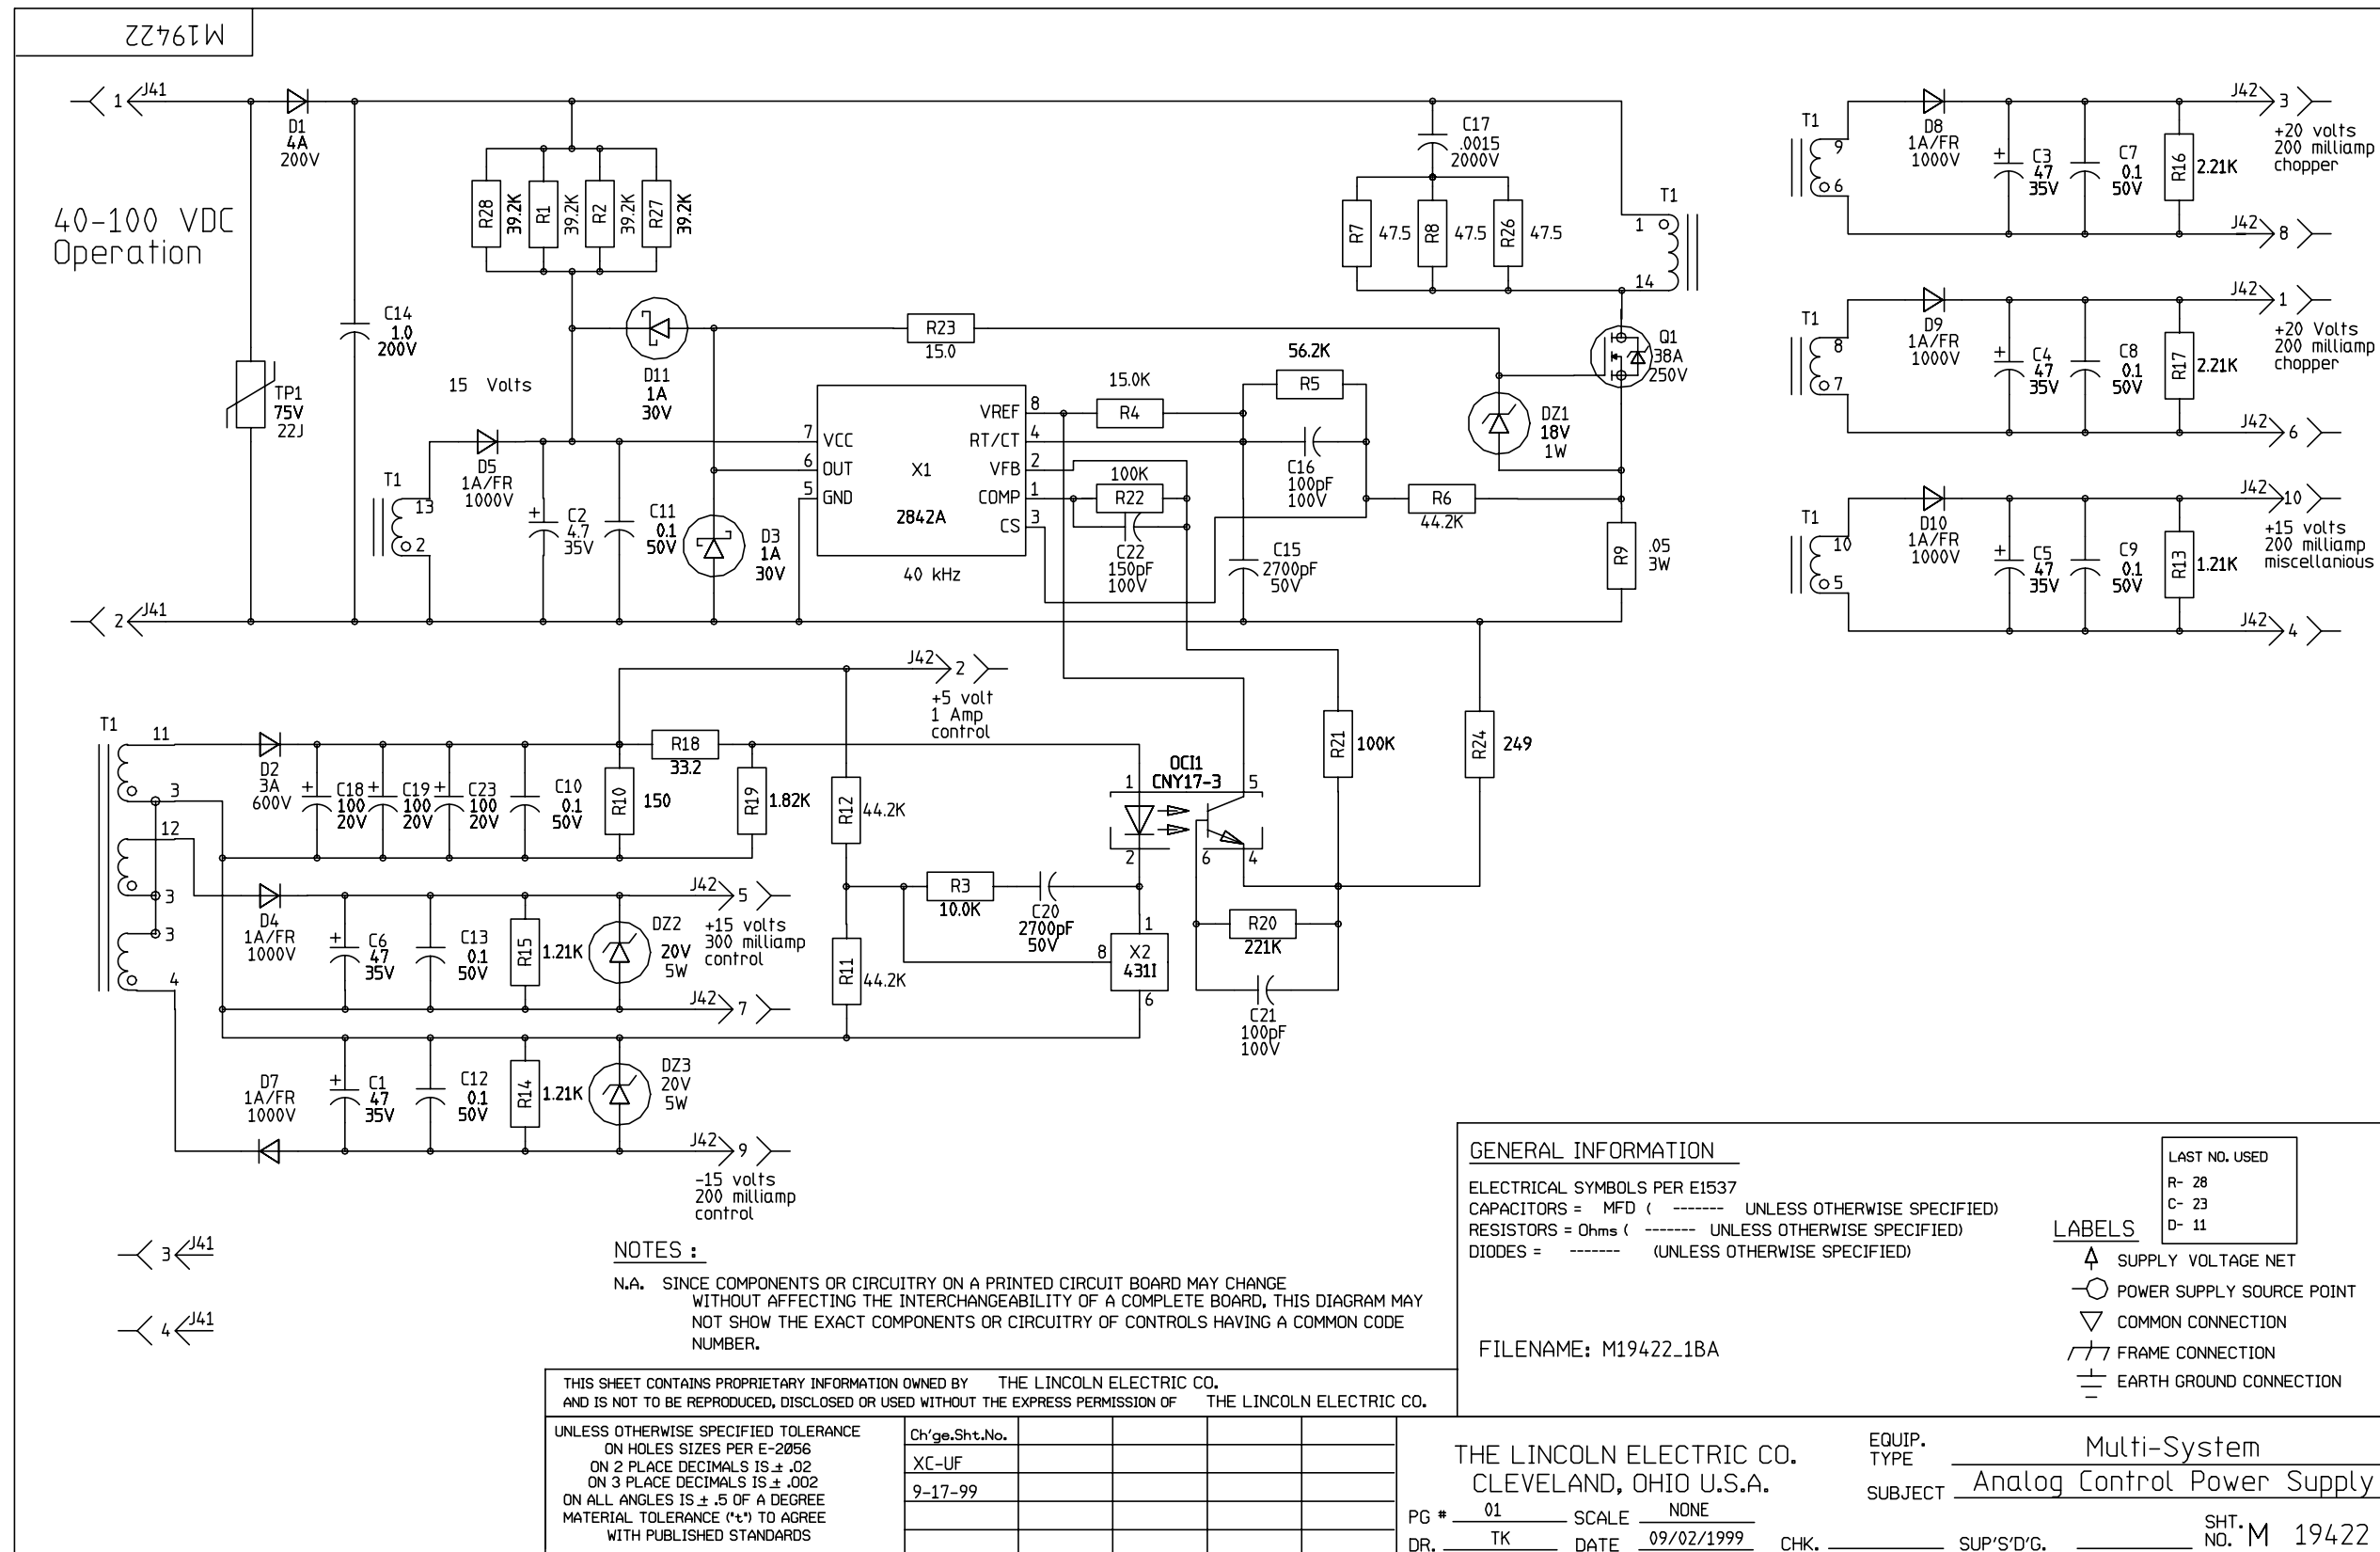 M19422
1
J41
D1
4A
200V
40-100 VDC
Operation
TP1
75V
22J
C14
1.0
200V
R28
39.2K
R1
39.2K
R2
39.2K
R27
39.2K
D11
1A
30V
15 Volts
T1
13
2
D5
1A/FR
1000V
C2
4.7
35V
C11
0.1
50V
D3
1A
30V
R23
15.0
7
VCC
6
OUT
5
GND
X1
2842A
VREF
8
RT/CT
4
VFB
2
COMP
1
CS
3
40 kHz
15.0K
R4
56.2K
R5
C16
100pF
100V
100K
R22
C22
150pF
100V
C15
2700pF
50V
R6
44.2K
C17
.0015
2000V
R7
47.5
R8
47.5
R26
47.5
T1
1
14
Q1
38A
250V
DZ1
18V
1W
R9
.05
3W
2
J41
T1
9
6
D8
1A/FR
1000V
C3
47
35V
C7
0.1
50V
R16
2.21K
J42
3
+20 volts
200 milliamp
chopper
J42
8
T1
8
7
D9
1A/FR
1000V
C4
47
35V
C8
0.1
50V
R17
2.21K
J42
1
+20 Volts
200 milliamp
chopper
J42
6
T1
10
5
D10
1A/FR
1000V
C5
47
35V
C9
0.1
50V
R13
1.21K
J42
10
+15 volts
200 milliamp
miscellanious
J42
4
J42
2
+5 volt
1 Amp
control
T1
11
3
12
3
3
4
D2
3A
600V
C18
100
20V
C19
100
20V
C23
100
20V
C10
0.1
50V
R10
150
R18
33.2
R19
1.82K
R12
44.2K
R11
44.2K
OCI1
CNY17-3
1
5
2
6
4
R21
100K
R24
249
R3
10.0K
C20
2700pF
50V
1
8
X2
431I
6
R20
221K
C21
100pF
100V
D4
1A/FR
1000V
C6
47
35V
C13
0.1
50V
R15
1.21K
DZ2
20V
5W
J42
5
+15 volts
300 milliamp
control
J42
7
D7
1A/FR
1000V
C1
47
35V
C12
0.1
50V
R14
1.21K
DZ3
20V
5W
J42
9
-15 volts
200 milliamp
control
3
J41
4
J41
NOTES :
N.A. SINCE COMPONENTS OR CIRCUITRY ON A PRINTED CIRCUIT BOARD MAY CHANGE
WITHOUT AFFECTING THE INTERCHANGEABILITY OF A COMPLETE BOARD, THIS DIAGRAM MAY
NOT SHOW THE EXACT COMPONENTS OR CIRCUITRY OF CONTROLS HAVING A COMMON CODE
NUMBER.
GENERAL INFORMATION
ELECTRICAL SYMBOLS PER E1537
CAPACITORS = MFD ( ------- UNLESS OTHERWISE SPECIFIED)
RESISTORS = Ohms ( ------- UNLESS OTHERWISE SPECIFIED)
DIODES = ------- (UNLESS OTHERWISE SPECIFIED)
FILENAME: M19422_1BA
LAST NO. USED
R- 28
C- 23
D- 11
LABELS
SUPPLY VOLTAGE NET
POWER SUPPLY SOURCE POINT
COMMON CONNECTION
FRAME CONNECTION
EARTH GROUND CONNECTION
THIS SHEET CONTAINS PROPRIETARY INFORMATION OWNED BY THE LINCOLN ELECTRIC CO.
AND IS NOT TO BE REPRODUCED, DISCLOSED OR USED WITHOUT THE EXPRESS PERMISSION OF THE LINCOLN ELECTRIC CO.
UNLESS OTHERWISE SPECIFIED TOLERANCE
ON HOLES SIZES PER E-2056
ON 2 PLACE DECIMALS IS ± .02
ON 3 PLACE DECIMALS IS ± .002
ON ALL ANGLES IS ± .5 OF A DEGREE
MATERIAL TOLERANCE ("t") TO AGREE
WITH PUBLISHED STANDARDS
Ch'ge.Sht.No.
XC-UF
9-17-99
THE LINCOLN ELECTRIC CO.
CLEVELAND, OHIO U.S.A.
PG # 01 SCALE NONE
DR. TK DATE 09/02/1999 CHK. SUP'S'D'G.
EQUIP.
TYPE Multi-System
SUBJECT Analog Control Power Supply
SHT.
NO. M 19422